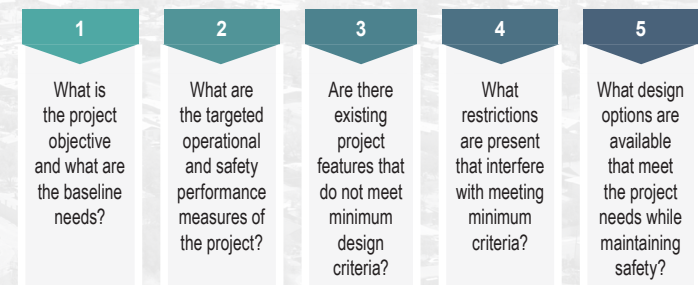 1
What is
the project
objective
and what are
the baseline
needs?
2
What are
the targeted
operational
and safety
performance
measures of
the project?
3
Are there
existing
project
features that
do not meet
minimum
design
criteria?
4
What
restrictions
are present
that interfere
with meeting
minimum
criteria?
5
What design
options are
available
that meet
the project
needs while
maintaining
safety?